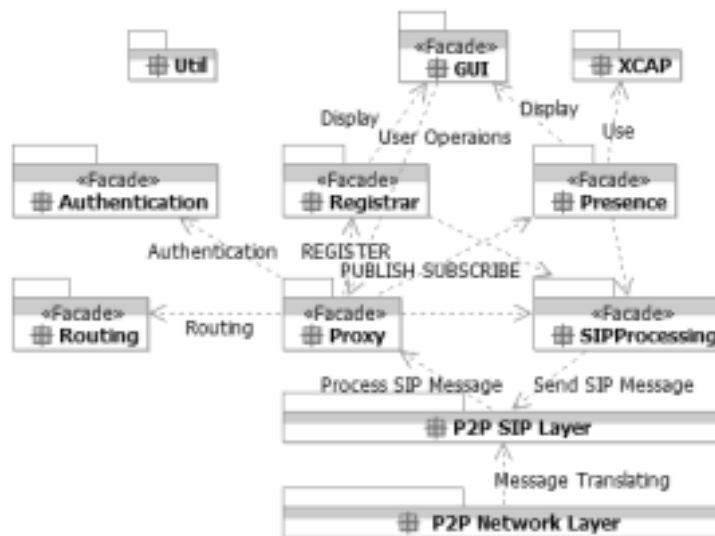 «Facade»
Util
GUI
XCAP
Display
Display
User Operaions
Use
«Facade»
«Facade»
«Facade»
Authentication
Registrar
Presence
Authentication
REGISTER
PUBLISH SUBSCRIBE
«Facade»
«Facade»
«Facade»
Routing
Routing
Proxy
SIPProcessing
Process SIP Message
Send SIP Message
P2P SIP Layer
Message Translating
P2P Network Layer